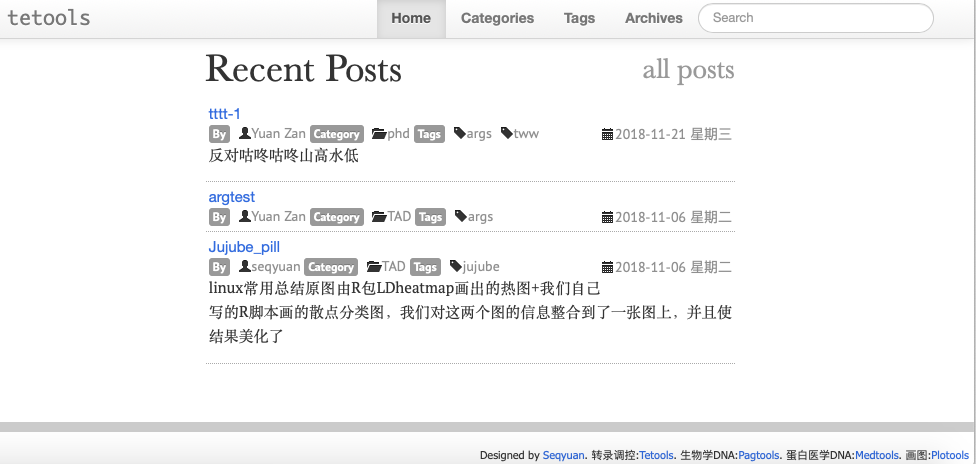 tetools Home Categories Tags Archives Search
Recent Posts all posts
tttt-1
By Yuan Zan Category phd Tags args tww 2018-11-21 星期三
反对咕咚咕咚山高水低
argtest
By Yuan Zan Category TAD Tags args 2018-11-06 星期二
Jujube_pill
By seqyuan Category TAD Tags jujube 2018-11-06 星期二
linux常用总结原图由R包LDheatmap画出的热图+我们自己
写的R脚本画的散点分类图，我们对这两个图的信息整合到了一张图上，并且使
结果美化了
Designed by Seqyuan. 转录调控:Tetools. 生物学DNA:Pagtools. 蛋白医学DNA:Medtools. 画图:Plotools